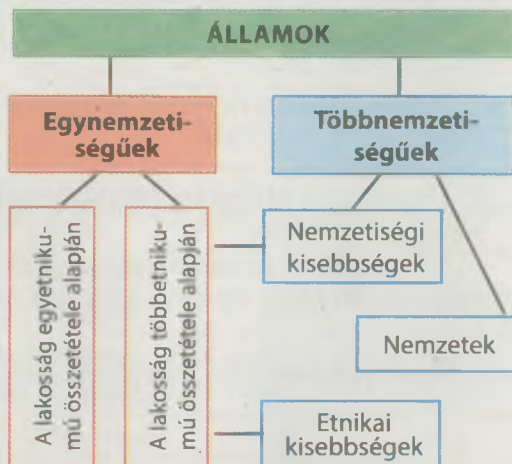 ÁLLAMOK
Egynemzeti-
ségűek
Többnemzeti-
ségűek
A lakosság egyetniku-
mú összetétele alapján
A lakosság többetniku-
mú összetétele alapján
Nemzetiségi
kisebbségek
Nemzetek
Etnikai
kisebbségek